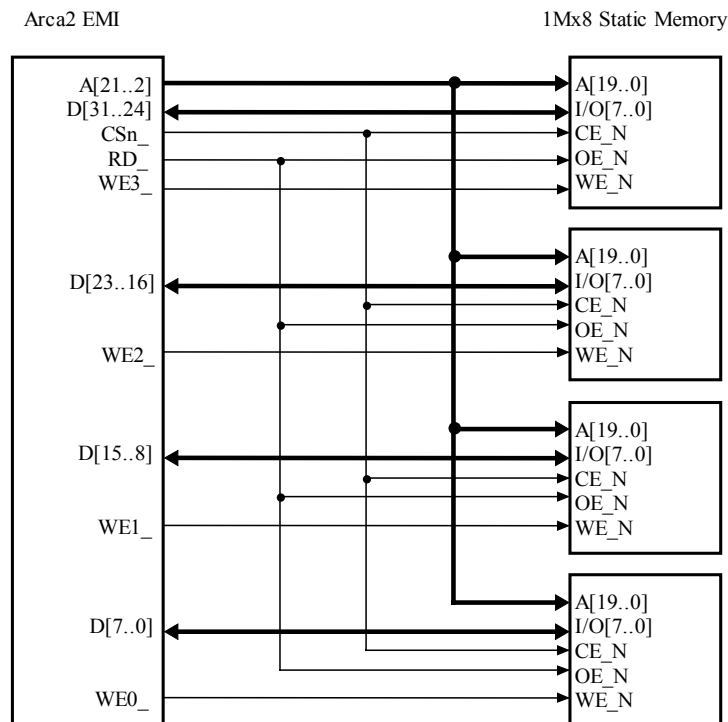 Arca2 EMI
1Mx8 Static Memory
A[21..2]
D[31..24]
CSn_
RD_
WE3_
A[19..0]
I/O[7..0]
CE_N
OE_N
WE_N
D[23..16]
WE2_
A[19..0]
I/O[7..0]
CE_N
OE_N
WE_N
D[15..8]
WE1_
A[19..0]
I/O[7..0]
CE_N
OE_N
WE_N
D[7..0]
WE0_
A[19..0]
I/O[7..0]
CE_N
OE_N
WE_N